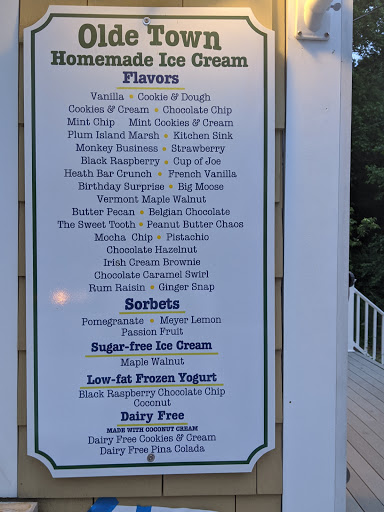 Olde Town
Homemade Ice Cream
Flavors
Vanilla • Cookie & Dough
Cookies & Cream • Chocolate Chip
Mint Chip Mint Cookies & Cream
Plum Island Marsh • Kitchen Sink
Monkey Business • Strawberry
Black Raspberry • Cup of Joe
Heath Bar Crunch • French Vanilla
Birthday Surprise • Big Moose
Vermont Maple Walnut
Butter Pecan • Belgian Chocolate
The Sweet Tooth • Peanut Butter Chaos
Mocha Chip • Pistachio
Chocolate Hazelnut
Irish Cream Brownie
Chocolate Caramel Swirl
Rum Raisin • Ginger Snap
Sorbets
Pomegranate • Meyer Lemon
Passion Fruit
Sugar-free Ice Cream
Maple Walnut
Low-fat Frozen Yogurt
Black Raspberry Chocolate Chip
Coconut
Dairy Free
MADE WITH COCONUT CREAM
Dairy Free Cookies & Cream
Dairy Free Pina Colada